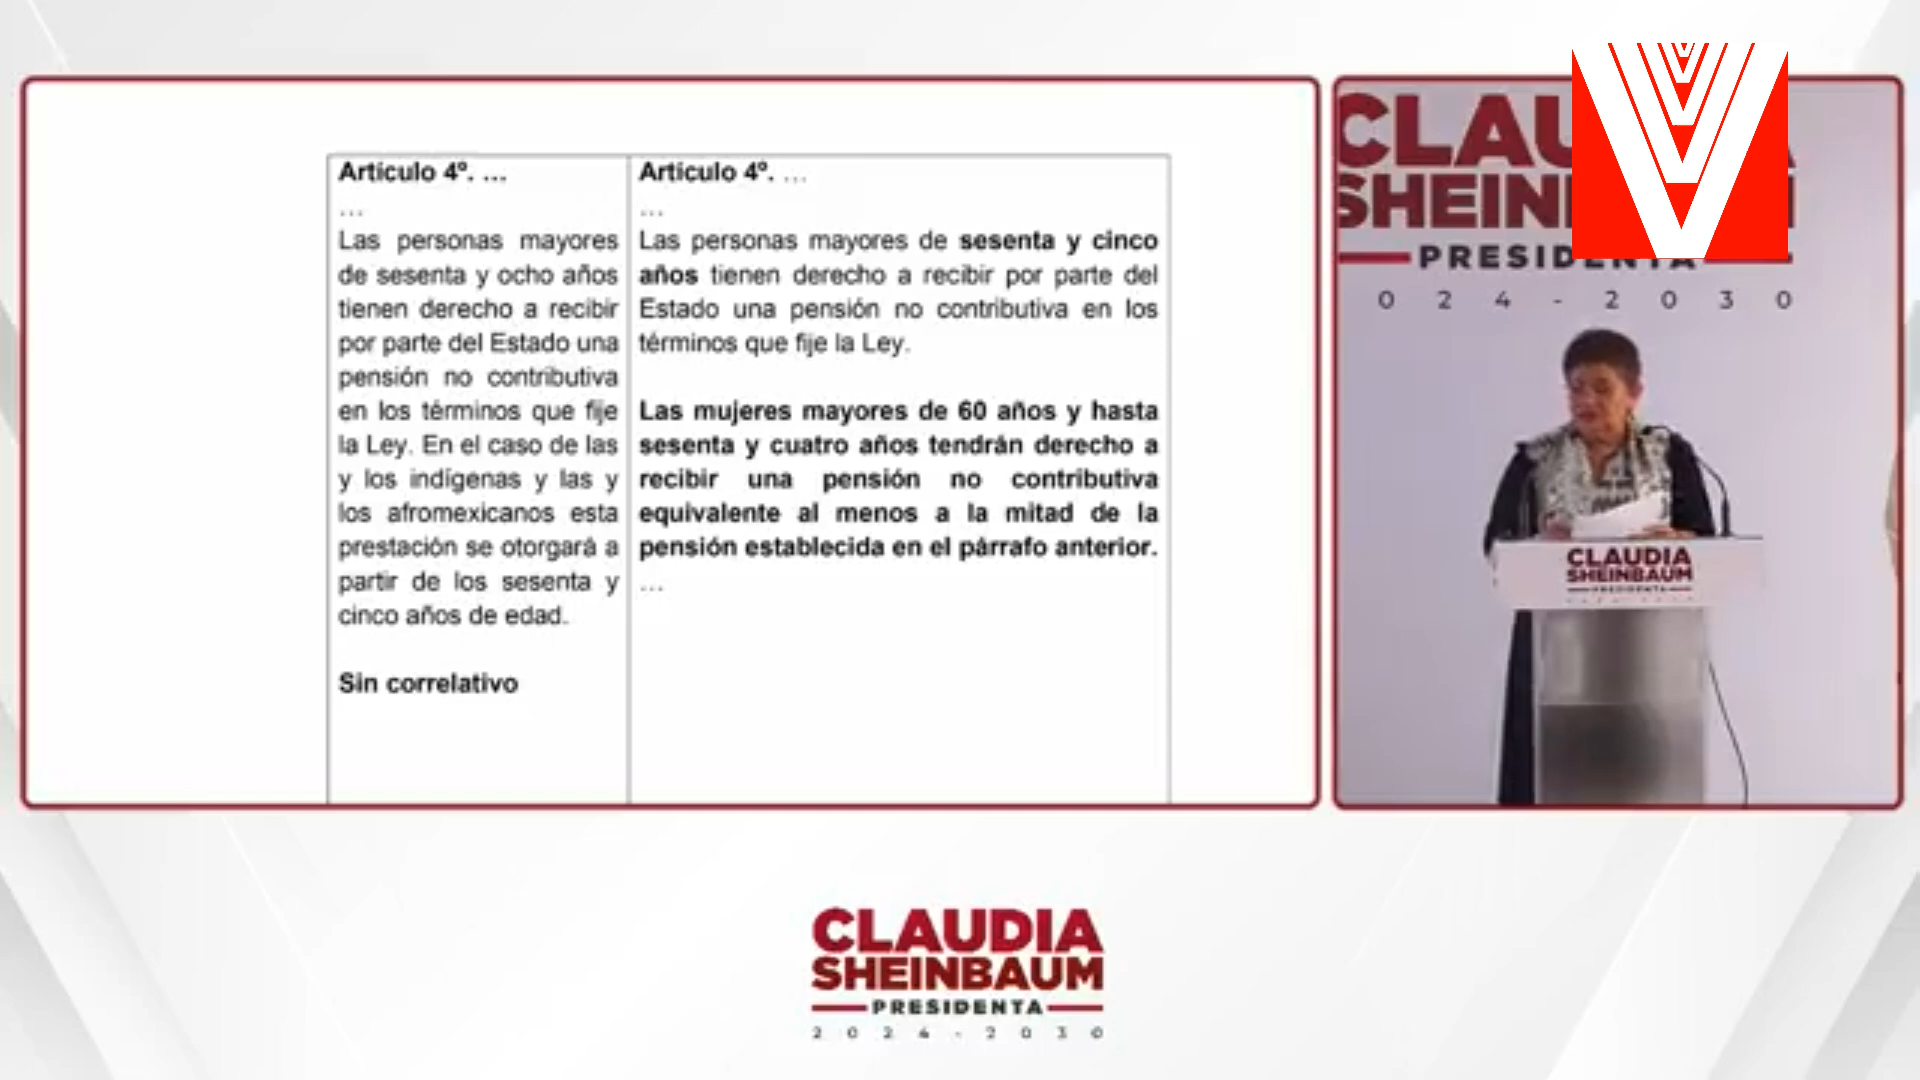 Artículo 4º. ...
...
Las personas mayores
de sesenta y ocho años
tienen derecho a recibir
por parte del Estado una
pensión no contributiva
en los términos que fije
la Ley. En el caso de las
y los indígenas y las y
los afromexicanos esta
prestación se otorgará a
partir de los sesenta y
cinco años de edad.
Sin correlativo
Artículo 4º. ...
...
Las personas mayores de sesenta y cinco
años tienen derecho a recibir por parte del
Estado una pensión no contributiva en los
términos que fije la Ley.
Las mujeres mayores de 60 años y hasta
sesenta y cuatro años tendrán derecho a
recibir una pensión no contributiva
equivalente al menos a la mitad de la
pensión establecida en el párrafo anterior.
...
CLAU
SHEIN
PRESIDENTA
0 2 4 - 2 0 3 0
CLAUDIA
SHEINBAUM
PRESIDENTA
CLAUDIA
SHEINBAUM
PRESIDENTA
2 0 2 4 - 2 0 3 0